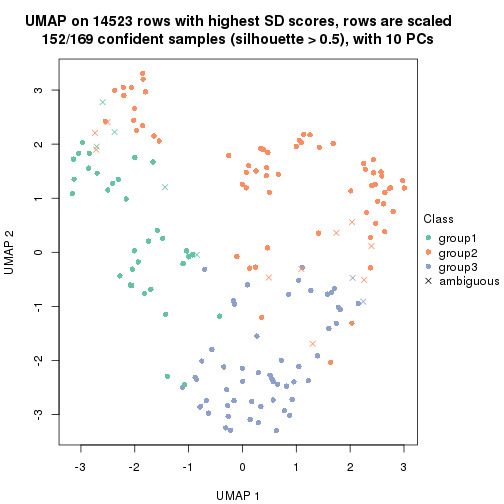 UMAP on 14523 rows with highest SD scores, rows are scaled
152/169 confident samples (silhouette > 0.5), with 10 PCs
UMAP 2
3
2
1
0
-1
-2
-3
-3 -2 -1 0 1 2 3
UMAP 1
Class
group1
group2
group3
ambiguous